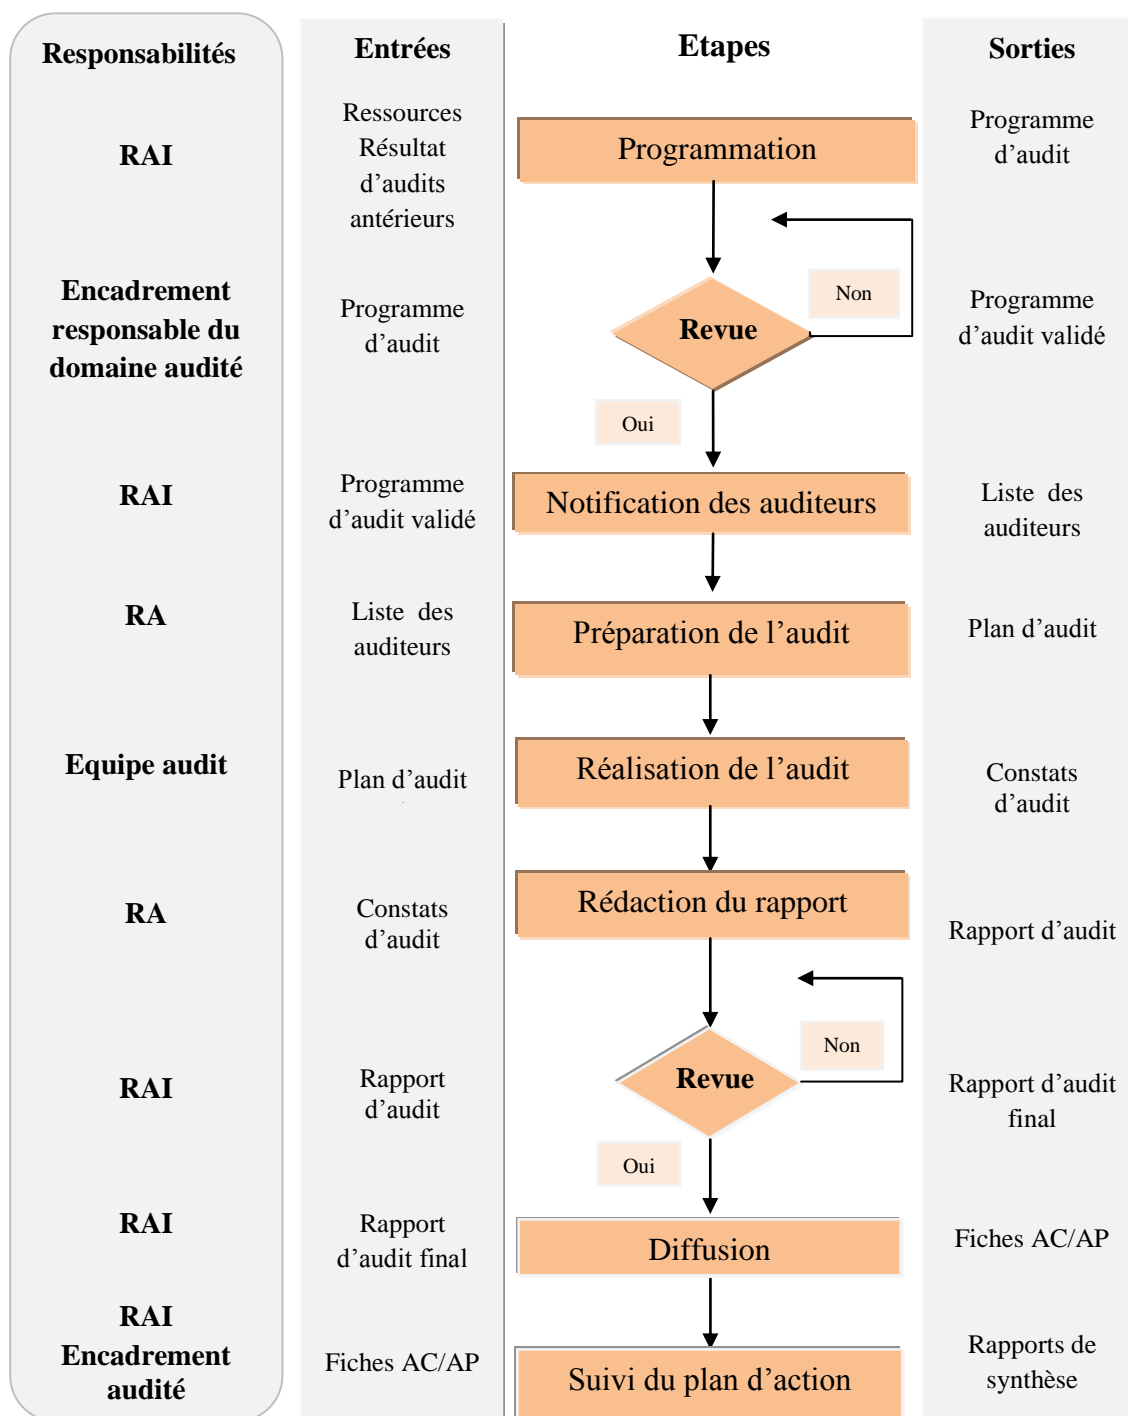 Responsabilités
Entrées
Etapes
Sorties
RAI
Ressources
Résultat
d’audits
antérieurs
Programmation
Programme
d’audit
Encadrement
responsable du
domaine audité
Programme
d’audit
Revue
Non
Programme
d’audit validé
Oui
RAI
Programme
d’audit validé
Notification des auditeurs
Liste des
auditeurs
RA
Liste des
auditeurs
Préparation de l’audit
Plan d’audit
Equipe audit
Plan d’audit
Réalisation de l’audit
Constats
d’audit
RA
Constats
d’audit
Rédaction du rapport
Rapport d’audit
RAI
Rapport
d’audit
Revue
Non
Rapport d’audit
final
Oui
RAI
Rapport
d’audit final
Diffusion
Fiches AC/AP
RAI
Encadrement
audité
Fiches AC/AP
Suivi du plan d’action
Rapports de
synthèse